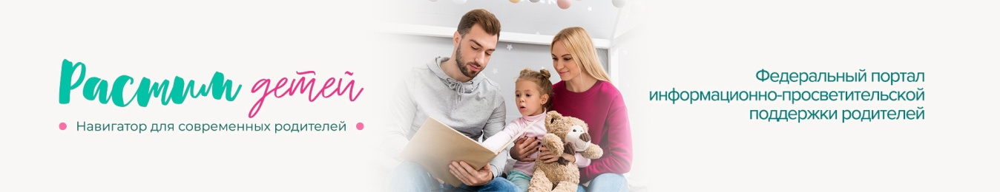 Растим детей
Навигатор для современных родителей
Федеральный портал
информационно-просветительской
поддержки родителей